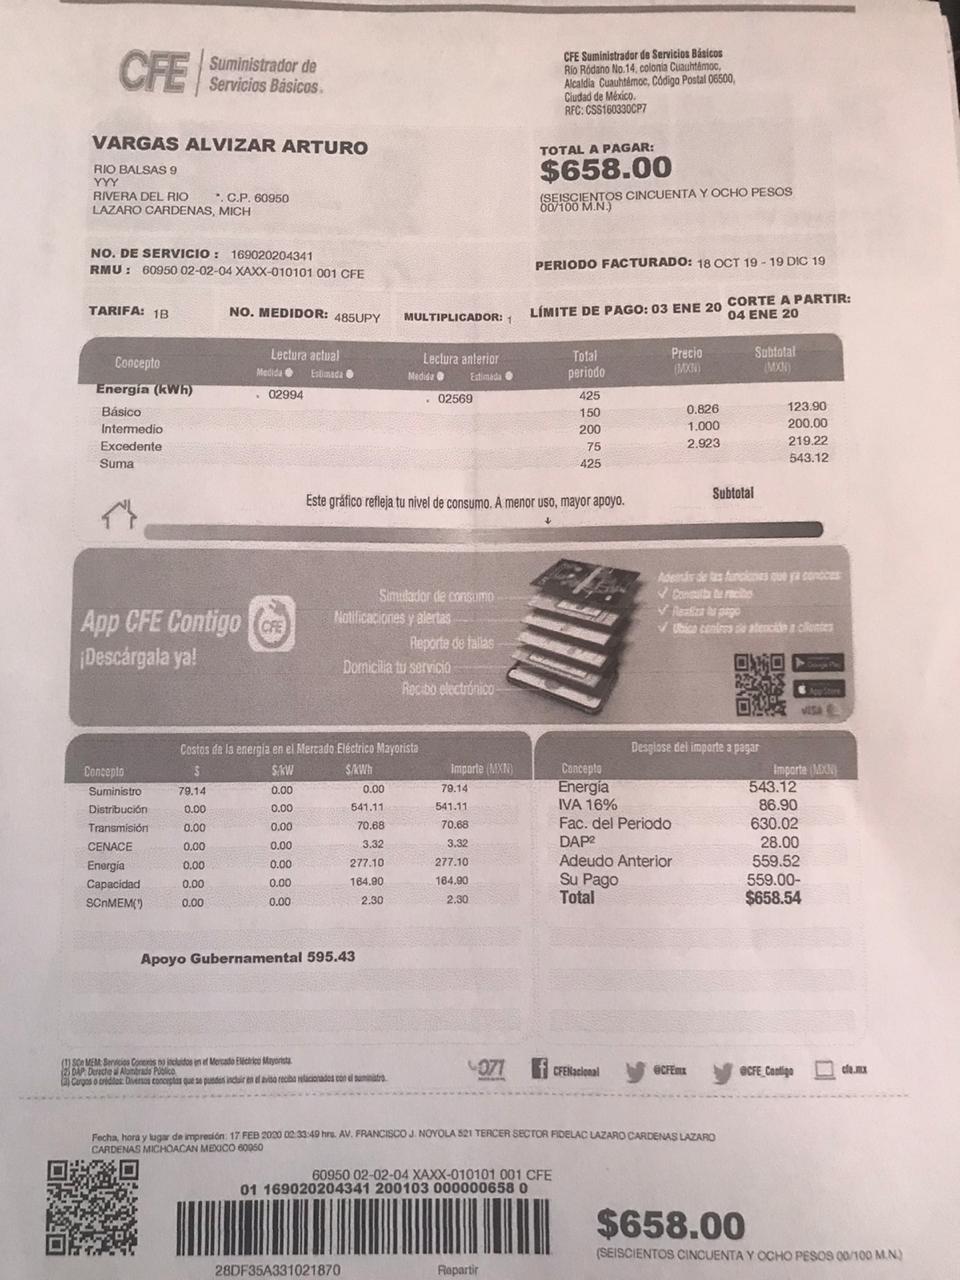 CFE
Suministrador de
Servicios Básicos®
CFE Suministrador de Servicios Básicos
Río Ródano No.14, colonia Cuauhtémoc,
Alcaldía Cuauhtémoc, Código Postal 06500,
Ciudad de México.
RFC: CSS160330CP7
VARGAS ALVIZAR ARTURO
RIO BALSAS 9
YYY
RIVERA DEL RIO *. C.P. 60950
LAZARO CARDENAS, MICH
TOTAL A PAGAR:
$658.00
(SEISCIENTOS CINCUENTA Y OCHO PESOS
00/100 M.N.)
NO. DE SERVICIO : 169020204341
RMU : 60950 02-02-04 XAXX-010101 001 CFE
PERIODO FACTURADO: 18 OCT 19 - 19 DIC 19
TARIFA: 1B NO. MEDIDOR: 485UPY MULTIPLICADOR: 1 LÍMITE DE PAGO: 03 ENE 20 CORTE A PARTIR:
04 ENE 20
Concepto Lectura actual Lectura anterior Total periodo Precio (MXN) Subtotal (MXN)
Medida Estimada Medida Estimada
Energía (kWh) 02994 02569 425
Básico 150 0.826 123.90
Intermedio 200 1.000 200.00
Excedente 75 2.923 219.22
Suma 425 543.12
Este gráfico refleja tu nivel de consumo. A menor uso, mayor apoyo.
Subtotal
App CFE Contigo
¡Descárgala ya!
CFE
Simulador de consumo
Notificaciones y alertas
Reporte de fallas
Domicilia tu servicio
Recibo electrónico
Además de las funciones que ya conoces:
✓ Consulta tu recibo
✓ Realiza tu pago
✓ Ubica centros de atención a clientes
Google Play
App Store
VISA
Costos de la energía en el Mercado Eléctrico Mayorista
Concepto $ $/kW $/kWh Importe (MXN)
Suministro 79.14 0.00 0.00 79.14
Distribución 0.00 0.00 541.11 541.11
Transmisión 0.00 0.00 70.68 70.68
CENACE 0.00 0.00 3.32 3.32
Energía 0.00 0.00 277.10 277.10
Capacidad 0.00 0.00 164.90 164.90
SCnMEM(¹) 0.00 0.00 2.30 2.30
Apoyo Gubernamental 595.43
Desglose del importe a pagar
Concepto Importe (MXN)
Energía 543.12
IVA 16% 86.90
Fac. del Periodo 630.02
DAP² 28.00
Adeudo Anterior 559.52
Su Pago 559.00-
Total $658.54
(1) SCn MEM: Servicios Conexos no incluidos en el Mercado Eléctrico Mayorista.
(2) DAP: Derecho al Alumbrado Público.
(3) Cargos o créditos: Diversos conceptos que se pueden incluir en el aviso recibo relacionados con el suministro.
071
CFENacional
@CFEmx
@CFE_Contigo
cfe.mx
Fecha, hora y lugar de impresión: 17 FEB 2020 02:33:49 hrs. AV. FRANCISCO J. NOYOLA 521 TERCER SECTOR FIDELAC LAZARO CARDENAS LAZARO
CARDENAS MICHOACAN MEXICO 60950
60950 02-02-04 XAXX-010101 001 CFE
01 169020204341 200103 000000658 0
28DF35A331021870
Repartir
$658.00
(SEISCIENTOS CINCUENTA Y OCHO PESOS 00/100 M.N.)